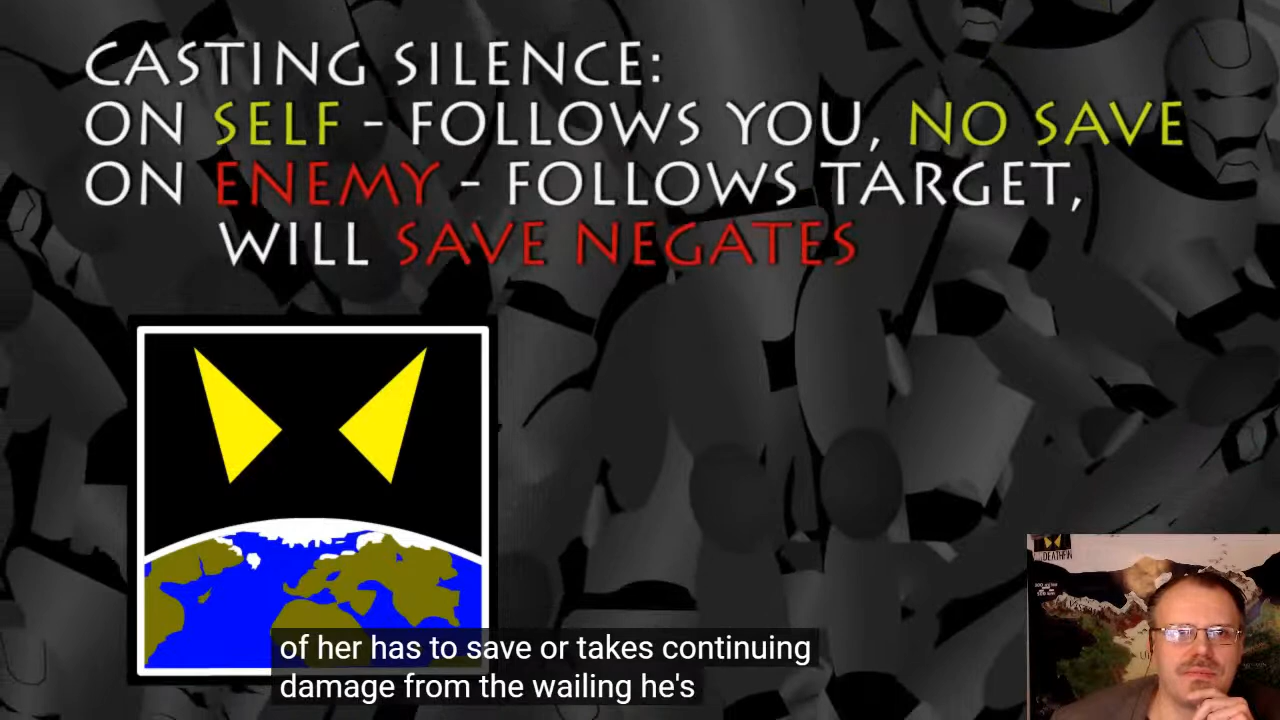 CASTING SILENCE:
ON SELF - FOLLOWS YOU, NO SAVE
ON ENEMY - FOLLOWS TARGET,
WILL SAVE NEGATES
of her has to save or takes continuing
damage from the wailing he's